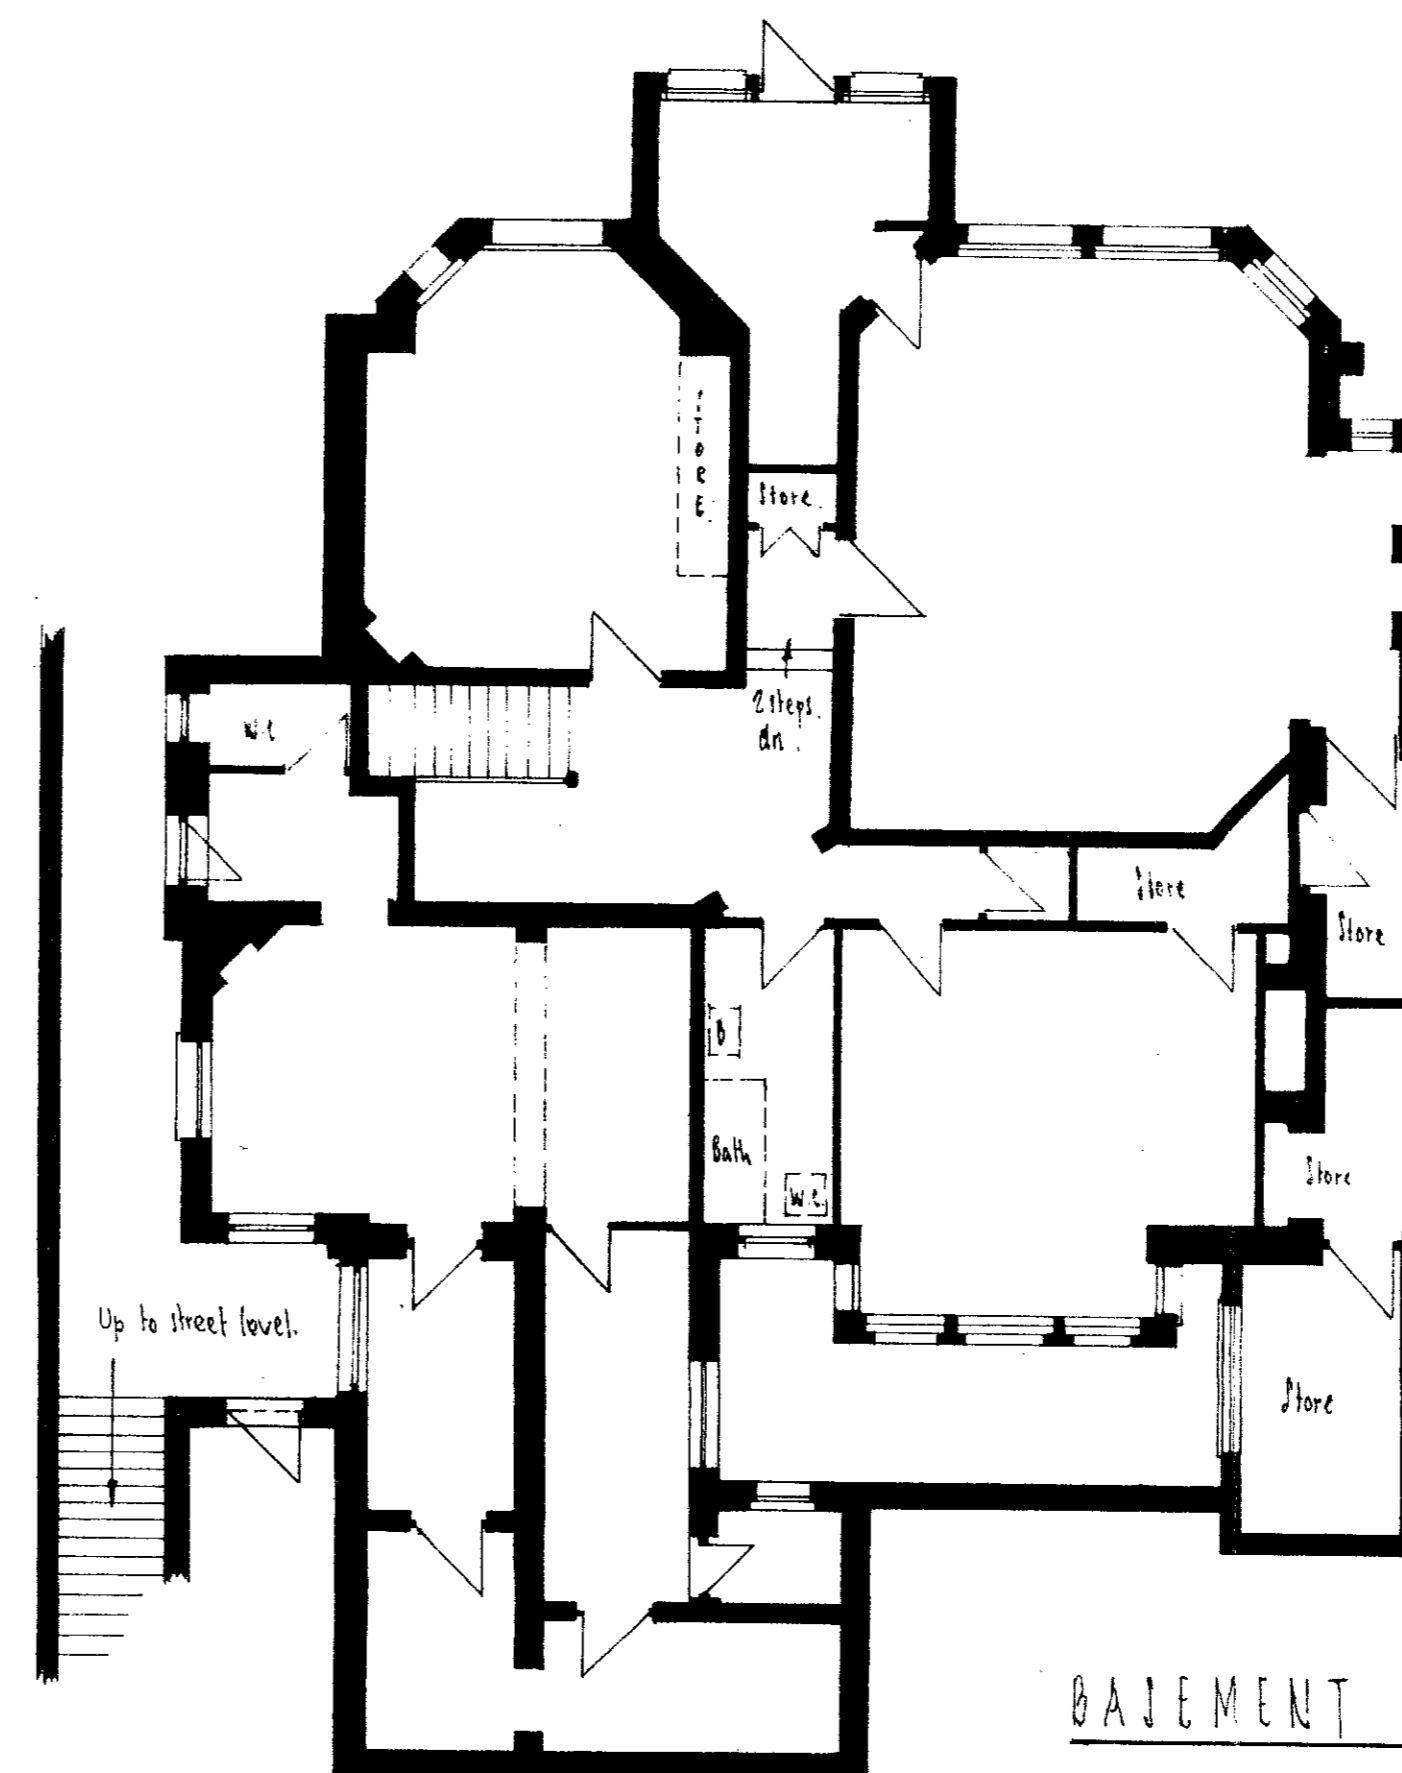 STORE.
Store.
W.C
2 steps.
dn.
Store
Store
B
Bath
W.C.
Store
Up to street level.
Store
BASEMENT